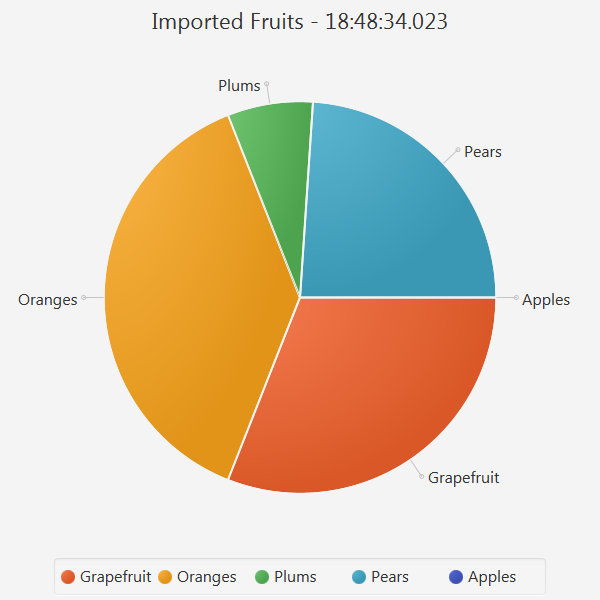 Imported Fruits - 18:48:34.023
Plums
Pears
Oranges
Apples
Grapefruit
Grapefruit Oranges Plums Pears Apples